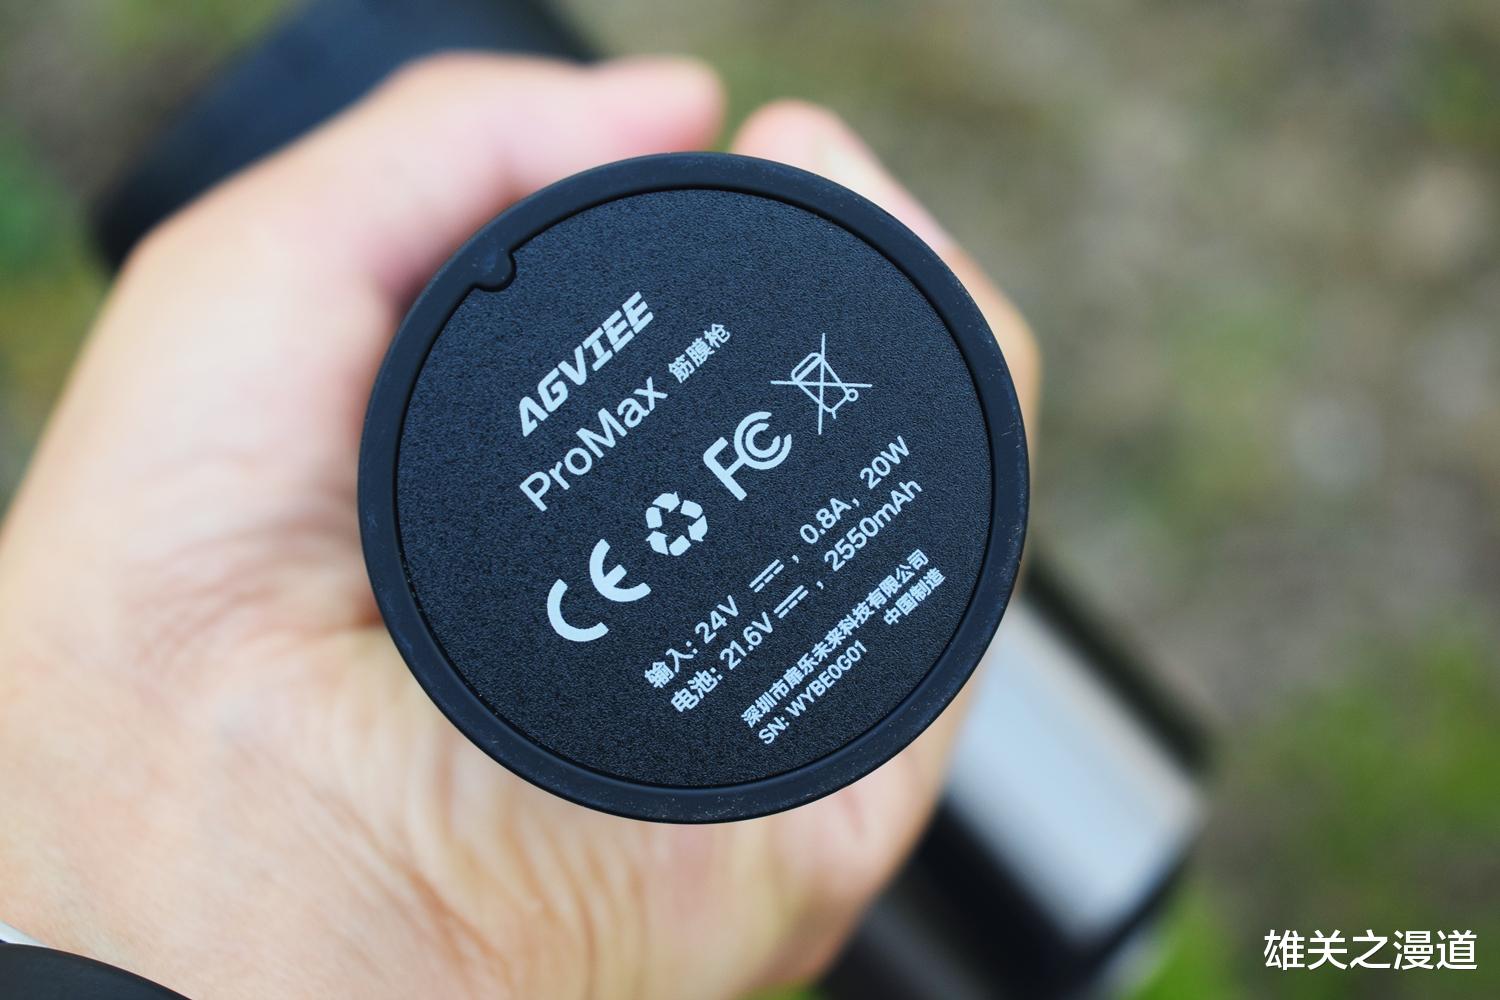 AGVIEE
ProMax 筋膜枪
CE FC
输入: 24V ⎓, 0.8A, 20W
电池: 21.6V ⎓, 2550mAh
深圳市扉乐未来科技有限公司
SN: WYBE0G01 中国制造
雄关之漫道